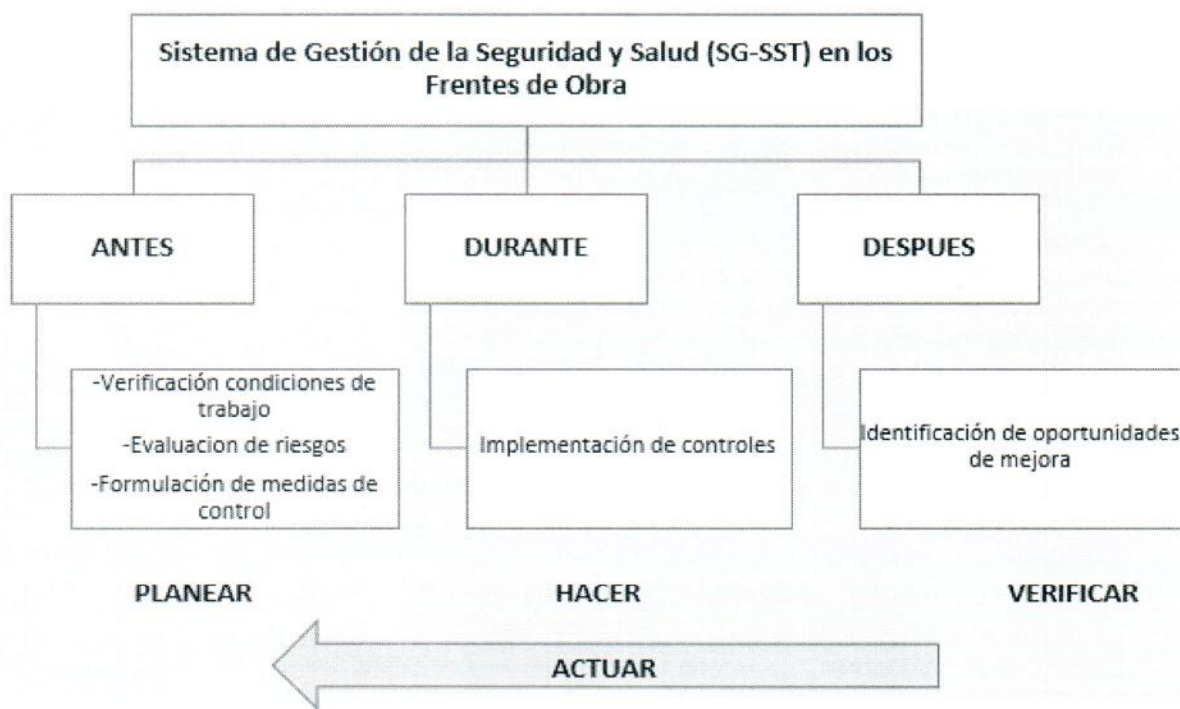 Sistema de Gestión de la Seguridad y Salud (SG-SST) en los
Frentes de Obra
ANTES
DURANTE
DESPUES
-Verificación condiciones de
trabajo
-Evaluacion de riesgos
-Formulación de medidas de
control
Implementación de controles
Identificación de oportunidades
de mejora
PLANEAR
HACER
VERIFICAR
ACTUAR